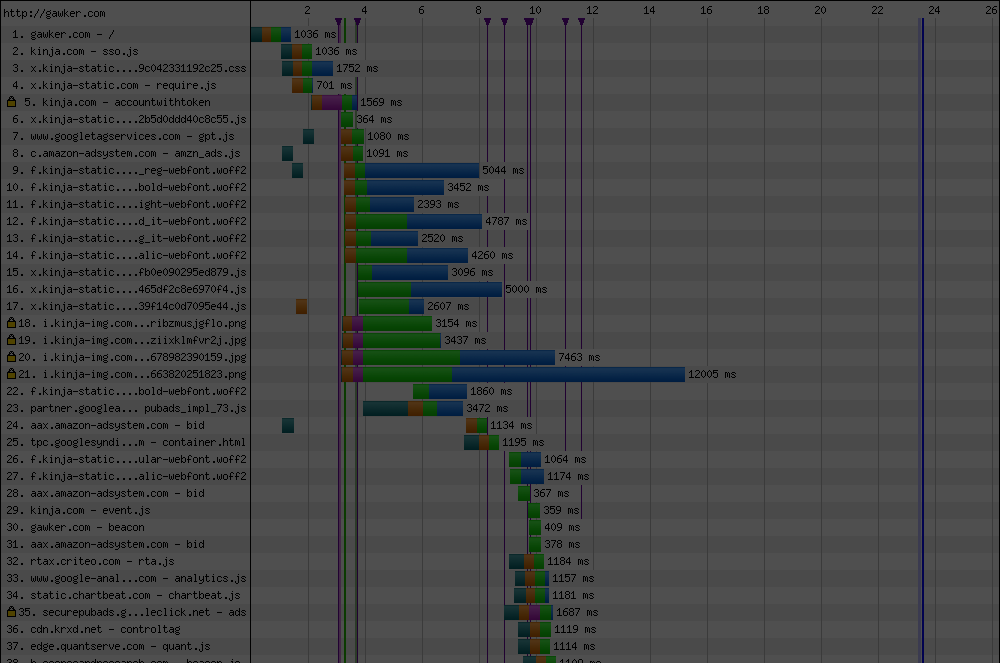 http://gawker.com 2 4 6 8 10 12 14 16 18 20 22 24 26
1. gawker.com - / 1036 ms
2. kinja.com - sso.js 1036 ms
3. x.kinja-static....9c042331192c25.css 1752 ms
4. x.kinja-static.com - require.js 701 ms
5. kinja.com - accountwithtoken 1569 ms
6. x.kinja-static....2b5d0ddd40c8c55.js 364 ms
7. www.googletagservices.com - gpt.js 1080 ms
8. c.amazon-adsystem.com - amzn_ads.js 1091 ms
9. f.kinja-static...._reg-webfont.woff2 5044 ms
10. f.kinja-static....bold-webfont.woff2 3452 ms
11. f.kinja-static....ight-webfont.woff2 2393 ms
12. f.kinja-static....d_it-webfont.woff2 4787 ms
13. f.kinja-static....g_it-webfont.woff2 2520 ms
14. f.kinja-static....alic-webfont.woff2 4260 ms
15. x.kinja-static....fb0e090295ed879.js 3096 ms
16. x.kinja-static....465df2c8e6970f4.js 5000 ms
17. x.kinja-static....39f14c0d7095e44.js 2607 ms
18. i.kinja-img.com...ribzmusjgflo.png 3154 ms
19. i.kinja-img.com...ziixklmfvr2j.jpg 3437 ms
20. i.kinja-img.com...678982390159.jpg 7463 ms
21. i.kinja-img.com...663820251823.png 12005 ms
22. f.kinja-static....bold-webfont.woff2 1860 ms
23. partner.googlea... pubads_impl_73.js 3472 ms
24. aax.amazon-adsystem.com - bid 1134 ms
25. tpc.googlesyndi...m - container.html 1195 ms
26. f.kinja-static....ular-webfont.woff2 1064 ms
27. f.kinja-static....alic-webfont.woff2 1174 ms
28. aax.amazon-adsystem.com - bid 367 ms
29. kinja.com - event.js 359 ms
30. gawker.com - beacon 409 ms
31. aax.amazon-adsystem.com - bid 378 ms
32. rtax.criteo.com - rta.js 1184 ms
33. www.google-anal...com - analytics.js 1157 ms
34. static.chartbeat.com - chartbeat.js 1181 ms
35. securepubads.g...leclick.net - ads 1687 ms
36. cdn.krxd.net - controltag 1119 ms
37. edge.quantserve.com - quant.js 1114 ms